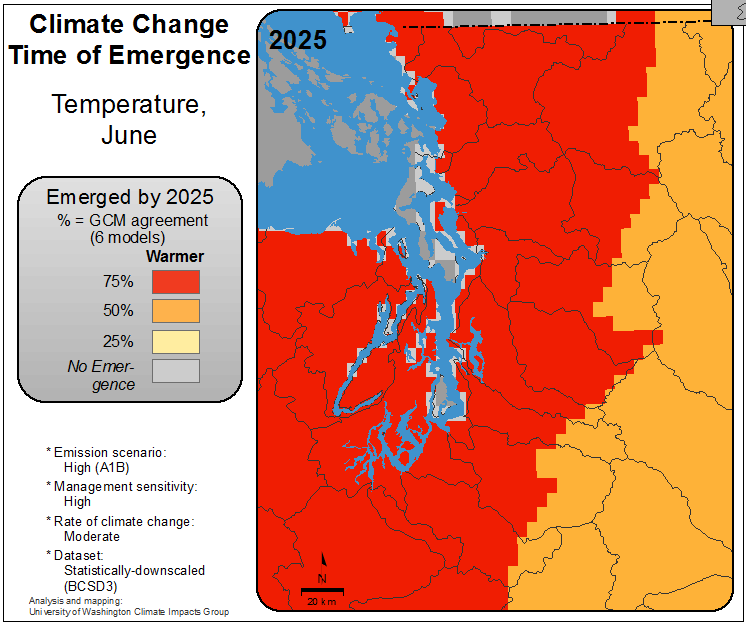 Climate Change
Time of Emergence
Temperature,
June
Emerged by 2025
% = GCM agreement
(6 models)
Warmer
75%
50%
25%
No Emer-
gence
* Emission scenario:
High (A1B)
* Management sensitivity:
High
* Rate of climate change:
Moderate
* Dataset:
Statistically-downscaled
(BCSD3)
Analysis and mapping:
University of Washington Climate Impacts Group
2025
N
20 km